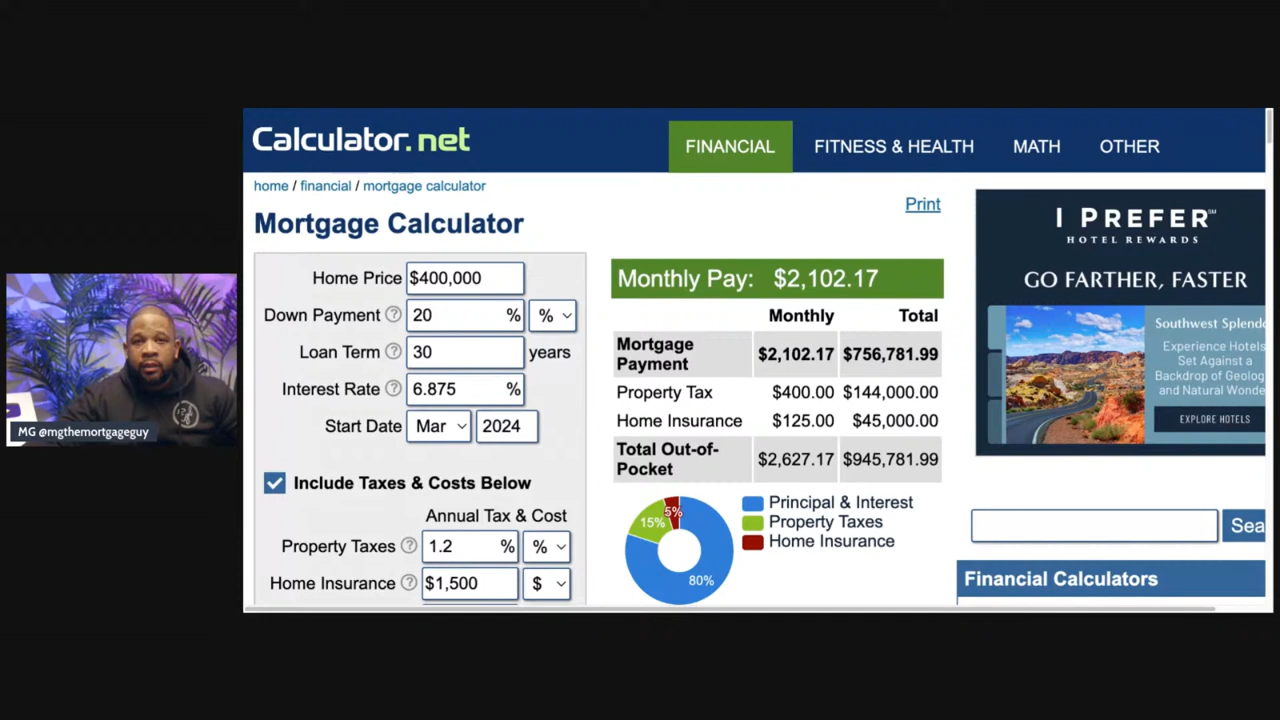 Calculator.net
FINANCIAL
FITNESS & HEALTH
MATH
OTHER
home / financial / mortgage calculator
Print
Mortgage Calculator
Home Price $400,000
Down Payment ? 20 % %
Loan Term ? 30 years
Interest Rate ? 6.875 %
Start Date Mar 2024
Include Taxes & Costs Below
Annual Tax & Cost
Property Taxes ? 1.2 % %
Home Insurance ? $1,500 $
Monthly Pay: $2,102.17
Monthly Total
Mortgage
Payment $2,102.17 $756,781.99
Property Tax $400.00 $144,000.00
Home Insurance $125.00 $45,000.00
Total Out-of-
Pocket $2,627.17 $945,781.99
5%
15%
80%
Principal & Interest
Property Taxes
Home Insurance
I PREFER℠
HOTEL REWARDS
GO FARTHER, FASTER
Southwest Splendo
Experience Hotels
Set Against a
Backdrop of Geolog
and Natural Wonde
EXPLORE HOTELS
Sea
Financial Calculators
MG @mgthemortgageguy